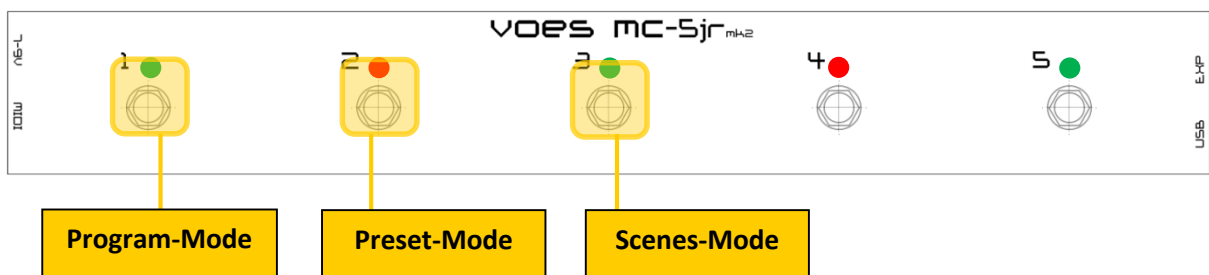 VOES MC-5jr mk2
9V-L
MIDI
1
2
3
4
5
EXP
USB
Program-Mode
Preset-Mode
Scenes-Mode